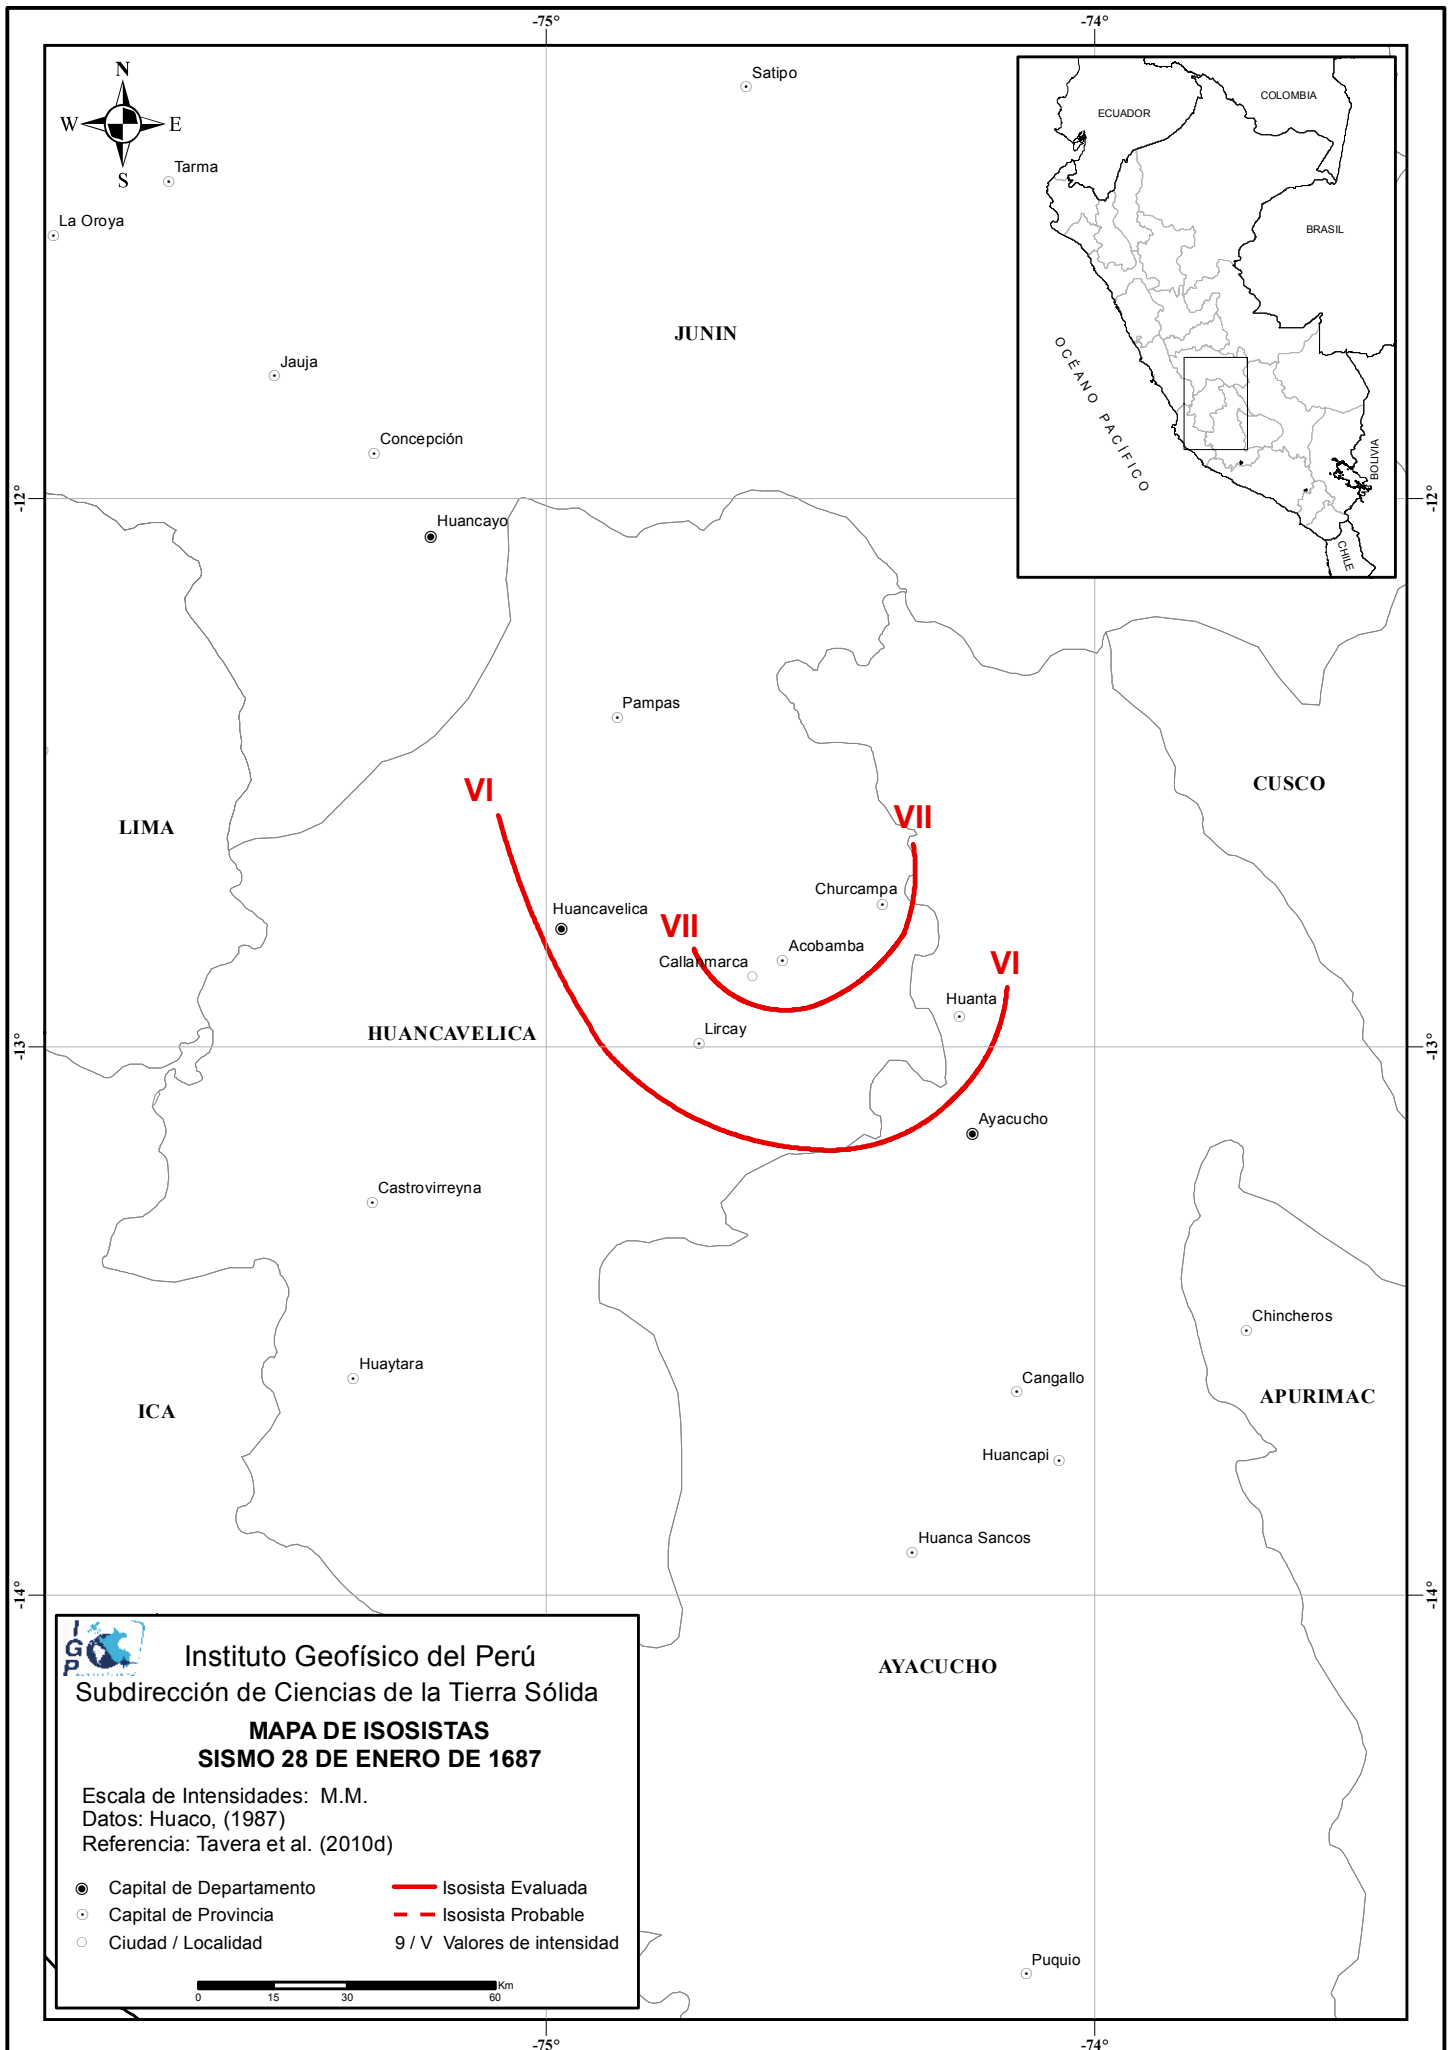 -75°
-74°
N
W
E
S
Satipo
Tarma
La Oroya
JUNIN
Jauja
Concepción
-12°
-12°
Huancayo
COLOMBIA
ECUADOR
BRASIL
OCÉANO PACÍFICO
BOLIVIA
CHILE
Pampas
CUSCO
VI
VII
LIMA
Churcampa
Huancavelica
VII
Acobamba
Callanmarca
VI
Huanta
Lircay
HUANCAVELICA
-13°
-13°
Ayacucho
Castrovirreyna
Chincheros
Huaytara
Cangallo
APURIMAC
ICA
Huancapi
Huanca Sancos
-14°
-14°
AYACUCHO
Puquio
IGP
Instituto Geofísico del Perú
Subdirección de Ciencias de la Tierra Sólida
MAPA DE ISOSISTAS
SISMO 28 DE ENERO DE 1687
Escala de Intensidades: M.M.
Datos: Huaco, (1987)
Referencia: Tavera et al. (2010d)
Capital de Departamento
Isosista Evaluada
Capital de Provincia
Isosista Probable
Ciudad / Localidad
9 / V Valores de intensidad
Km
0 15 30 60
-75°
-74°